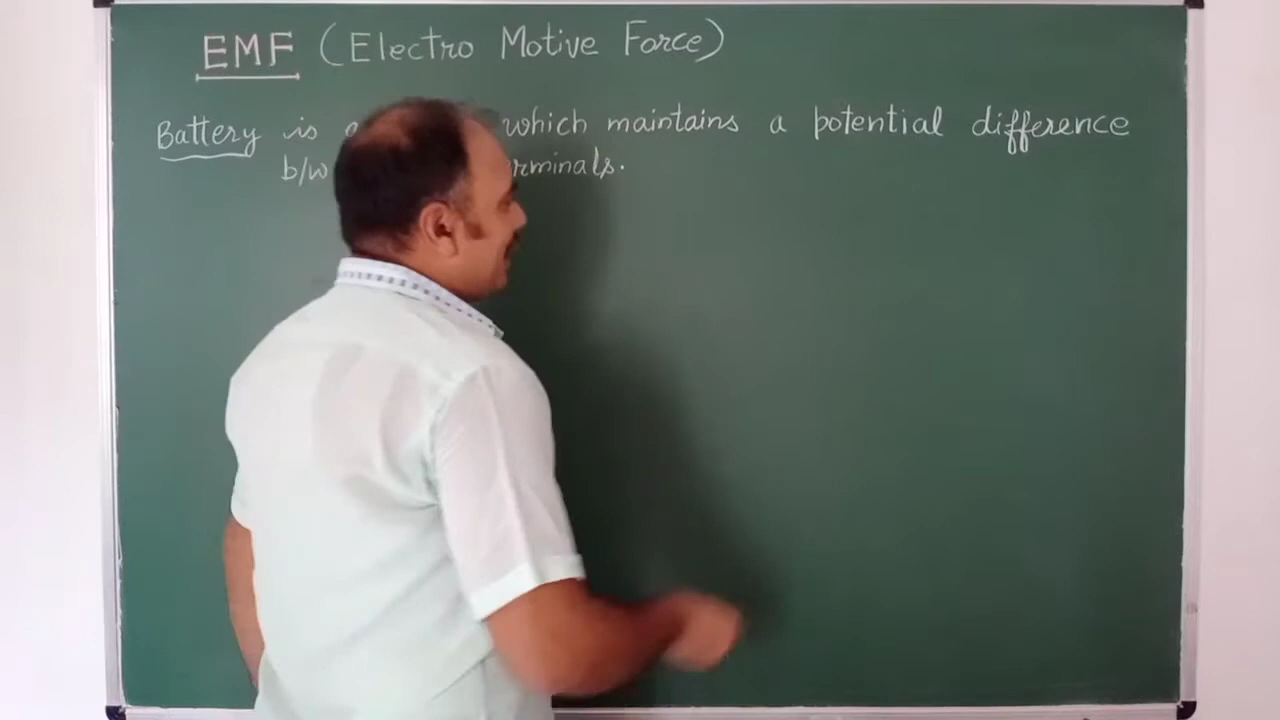 EMF (Electro Motive Force)
Battery is which maintains a potential difference
b/w